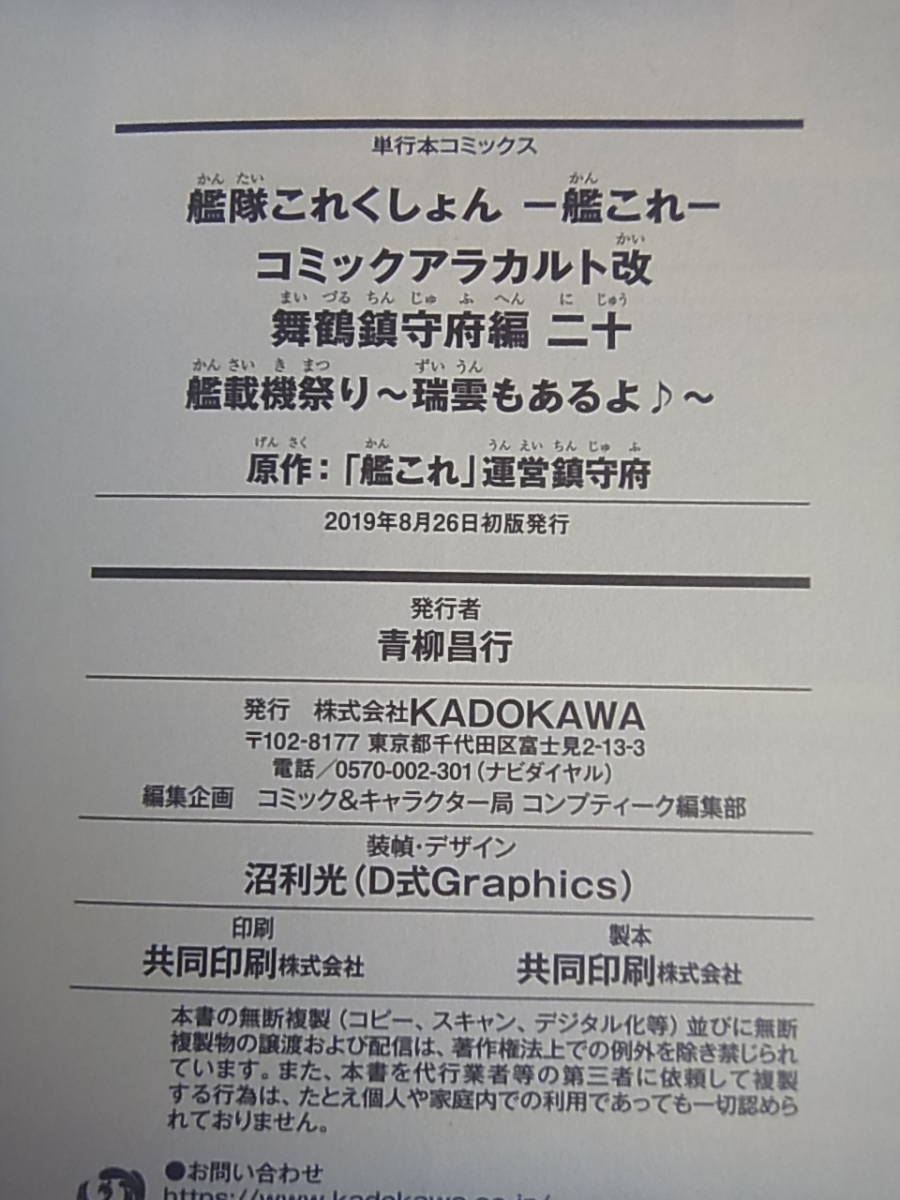 単行本コミックス
かん たい かん
艦隊これくしょん －艦これ－
かい
コミックアラカルト改
まい づる ちん じゅ ふ へん に じゅう
舞鶴鎮守府編 二十
かん さい き まつ ずい うん
艦載機祭り～瑞雲もあるよ♪～
げん さく かん うん えい ちん じゅ ふ
原作：「艦これ」運営鎮守府
2019年8月26日初版発行
発行者
青柳昌行
発行 株式会社KADOKAWA
〒102-8177 東京都千代田区富士見2-13-3
電話／0570-002-301（ナビダイヤル）
編集企画 コミック&キャラクター局 コンプティーク編集部
装幀・デザイン
沼利光（D式Graphics）
印刷 製本
共同印刷株式会社 共同印刷株式会社
本書の無断複製（コピー、スキャン、デジタル化等）並びに無断
複製物の譲渡および配信は、著作権法上での例外を除き禁じられ
ています。また、本書を代行業者等の第三者に依頼して複製
する行為は、たとえ個人や家庭内での利用であっても一切認めら
れておりません。
●お問い合わせ
https://www.kadokawa.co.jp/